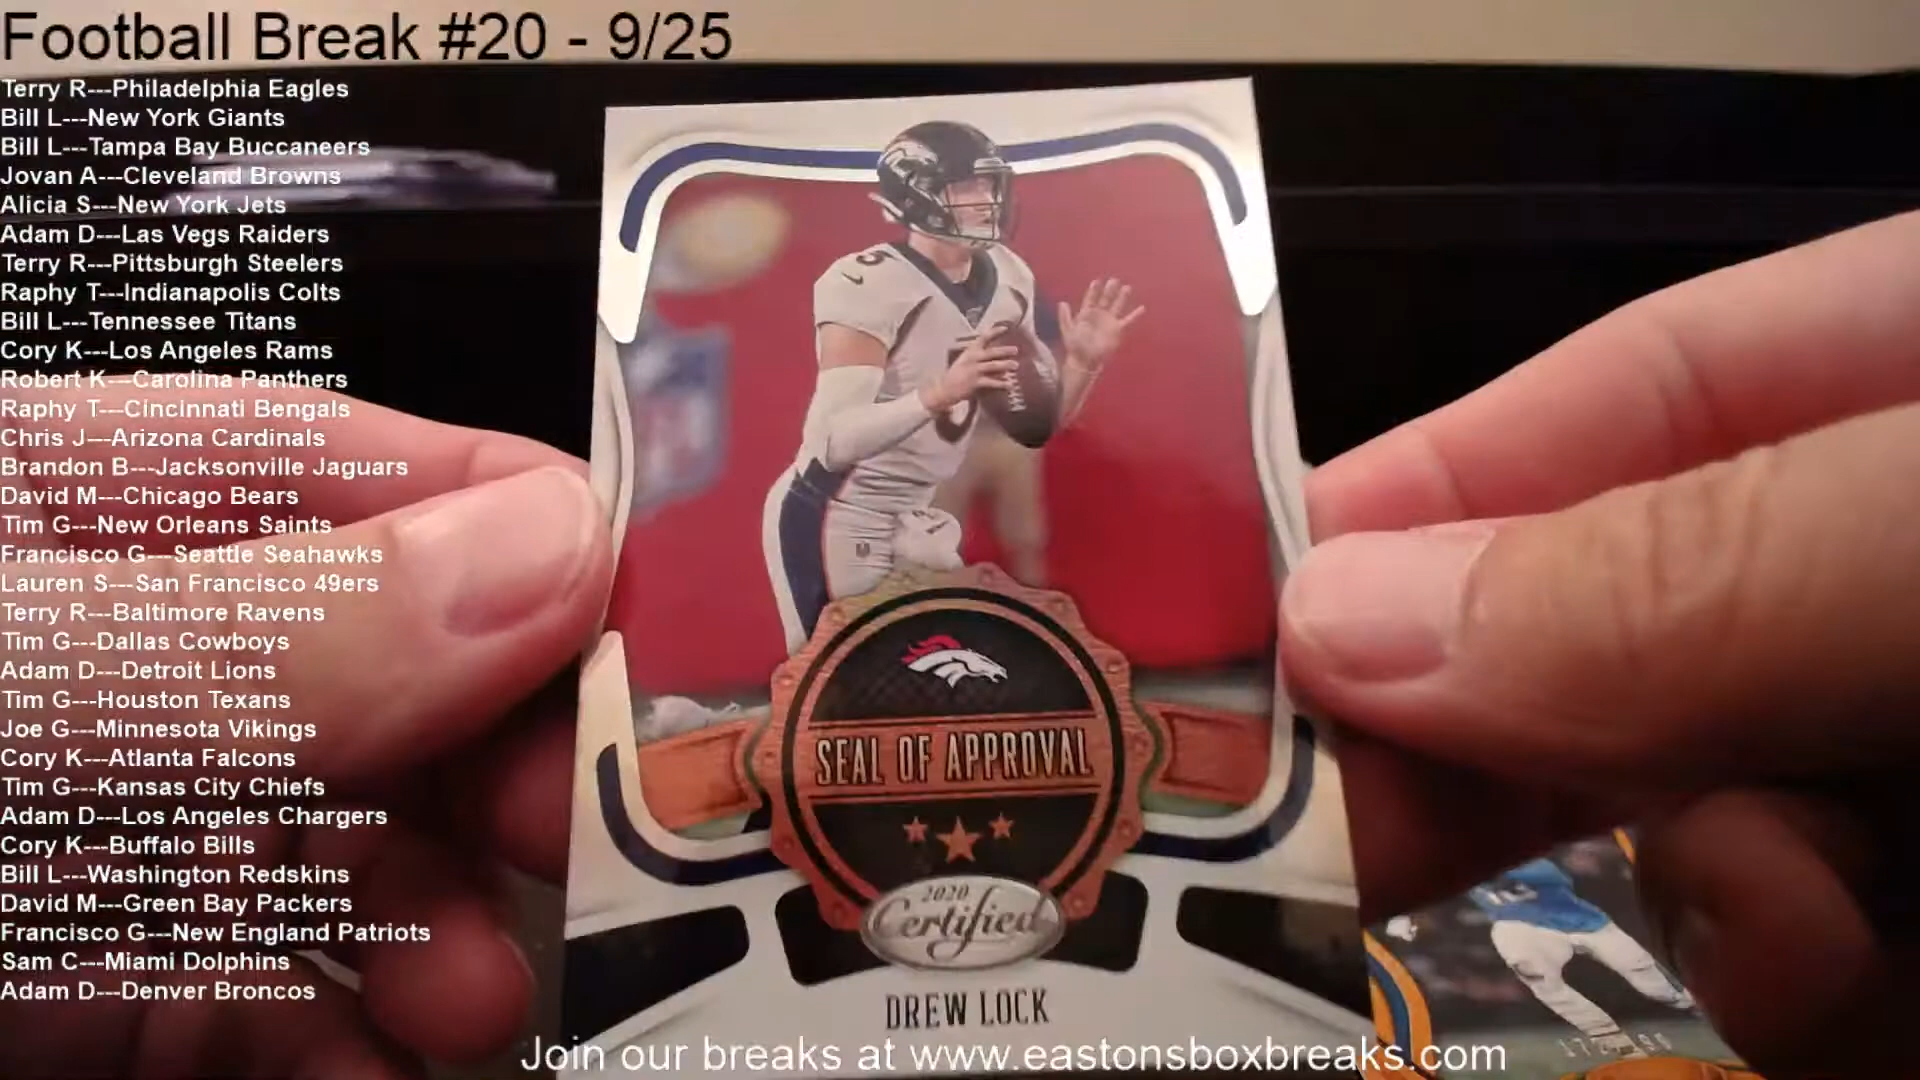 Football Break #20 - 9/25
Terry R---Philadelphia Eagles
Bill L---New York Giants
Bill L---Tampa Bay Buccaneers
Jovan A---Cleveland Browns
Alicia S---New York Jets
Adam D---Las Vegs Raiders
Terry R---Pittsburgh Steelers
Raphy T---Indianapolis Colts
Bill L---Tennessee Titans
Cory K---Los Angeles Rams
Robert K---Carolina Panthers
Raphy T---Cincinnati Bengals
Chris J---Arizona Cardinals
Brandon B---Jacksonville Jaguars
David M---Chicago Bears
Tim G---New Orleans Saints
Francisco G---Seattle Seahawks
Lauren S---San Francisco 49ers
Terry R---Baltimore Ravens
Tim G---Dallas Cowboys
Adam D---Detroit Lions
Tim G---Houston Texans
Joe G---Minnesota Vikings
Cory K---Atlanta Falcons
Tim G---Kansas City Chiefs
Adam D---Los Angeles Chargers
Cory K---Buffalo Bills
Bill L---Washington Redskins
David M---Green Bay Packers
Francisco G---New England Patriots
Sam C---Miami Dolphins
Adam D---Denver Broncos
SEAL OF APPROVAL
2020
Certified
DREW LOCK
Join our breaks at www.eastonsboxbreaks.com